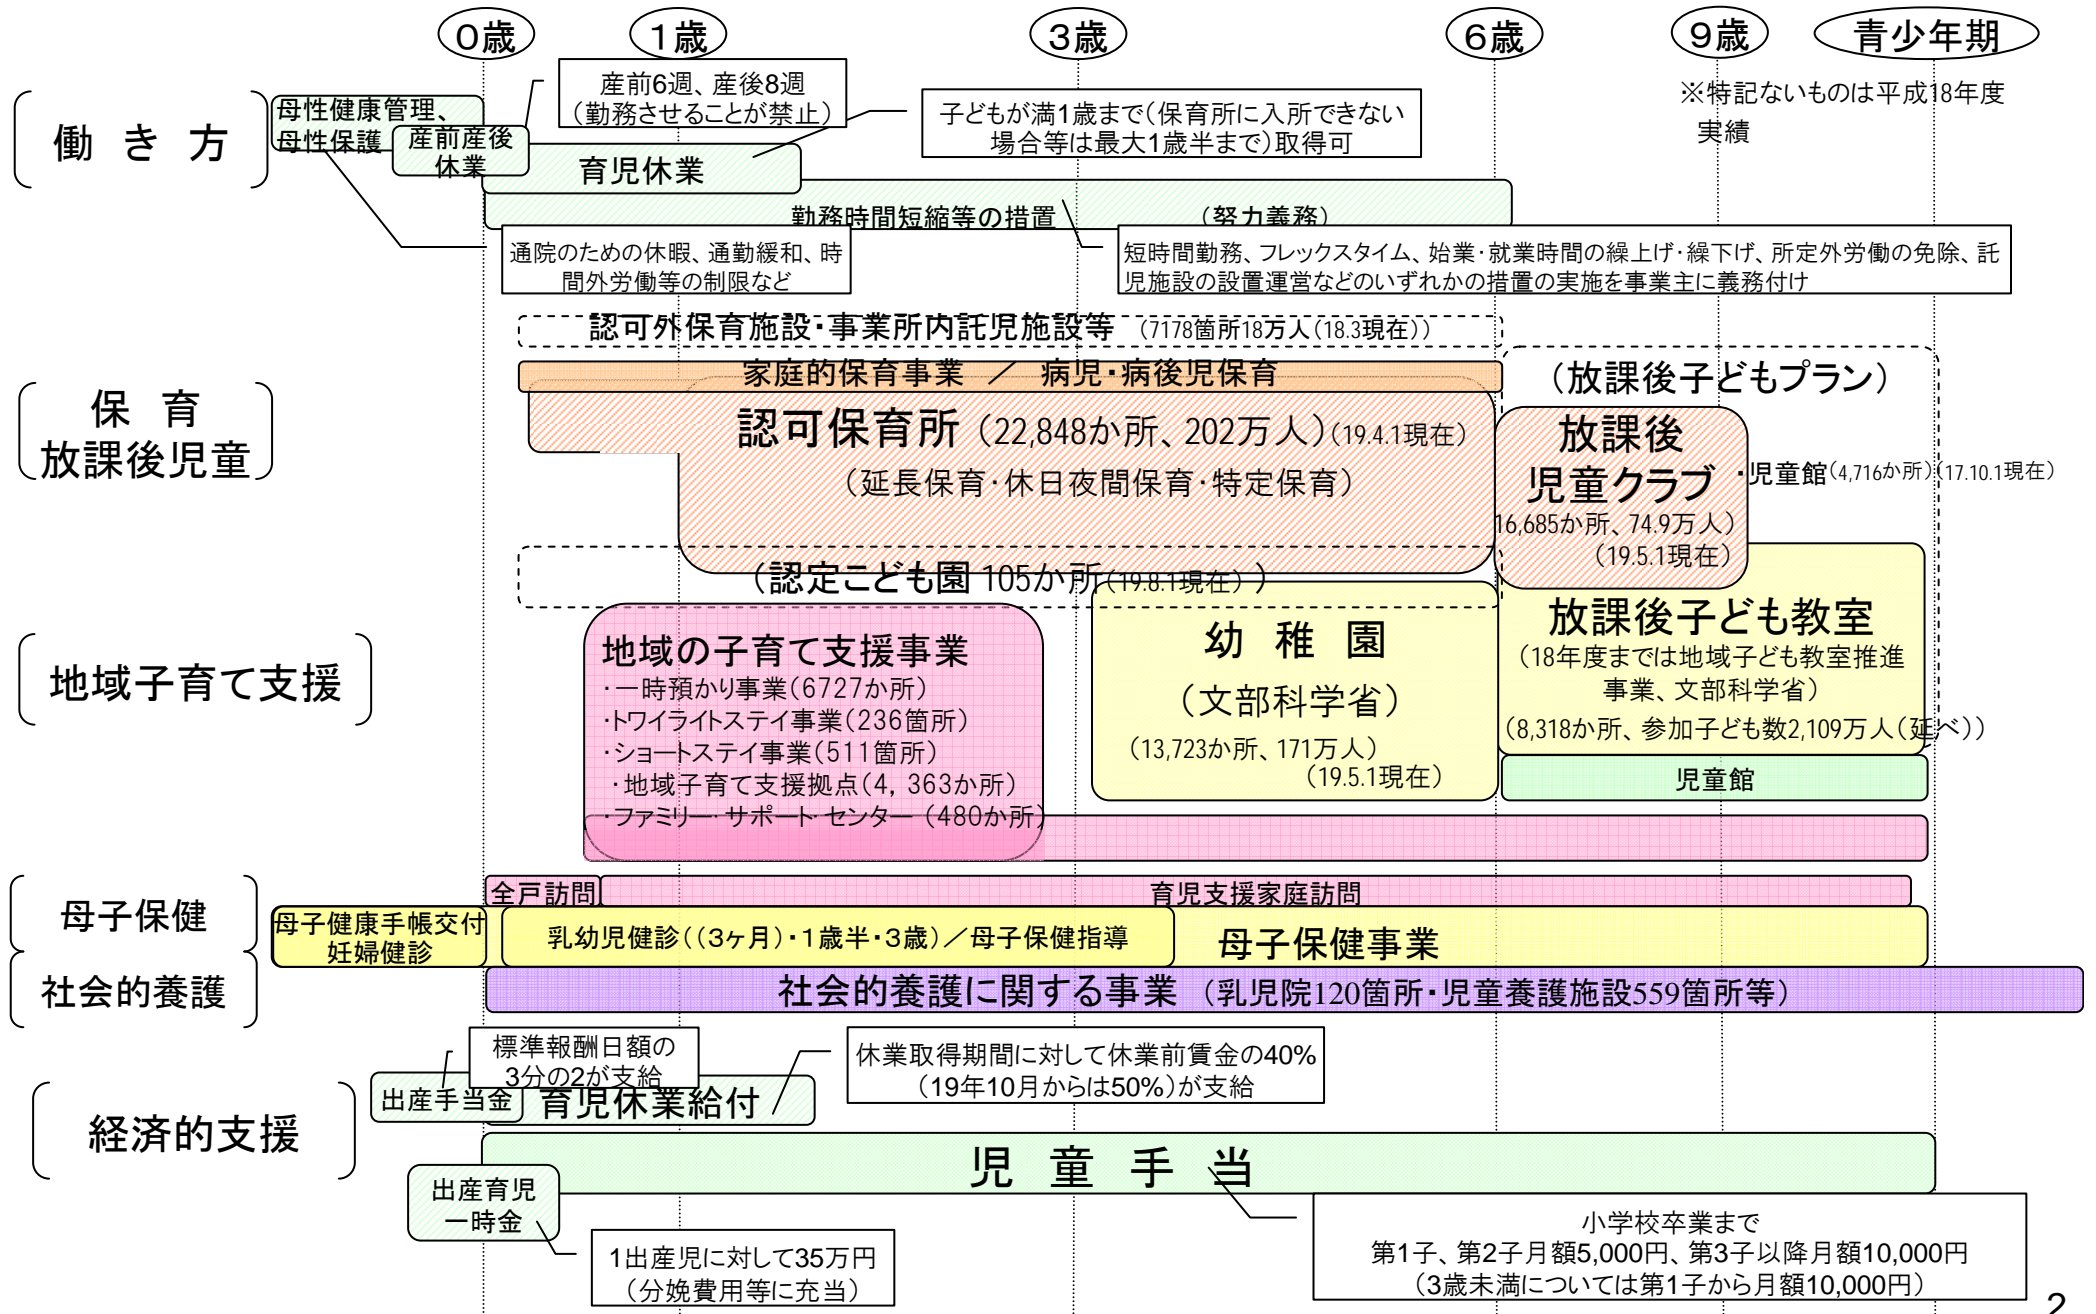 ０歳
１歳
３歳
６歳
９歳
青少年期
※特記ないものは平成18年度
実績
働 き 方
母性健康管理、
母性保護
産前産後
休業
産前6週、産後8週
（勤務させることが禁止）
育児休業
子どもが満1歳まで（保育所に入所できない
場合等は最大1歳半まで）取得可
勤務時間短縮等の措置　（努力義務）
通院のための休暇、通勤緩和、時
間外労働等の制限など
短時間勤務、フレックスタイム、始業・就業時間の繰上げ・繰下げ、所定外労働の免除、託
児施設の設置運営などのいずれかの措置の実施を事業主に義務付け
保 育
放課後児童
認可外保育施設・事業所内託児施設等 （7178箇所18万人（18.3現在））
家庭的保育事業 ／ 病児・病後児保育
認可保育所（22,848か所、202万人）（19.4.1現在）
（延長保育・休日夜間保育・特定保育）
（認定こども園 105か所（19.8.1現在） ）
（放課後子どもプラン）
放課後
児童クラブ
16,685か所、74.9万人）
（19.5.1現在）
・児童館（4,716か所）（17.10.1現在）
地域子育て支援
地域の子育て支援事業
・一時預かり事業（6727か所）
・トワイライトステイ事業（236箇所）
・ショートステイ事業（511箇所）
・地域子育て支援拠点（4，363か所）
・ファミリー・サポート・センター（480か所）
幼 稚 園
（文部科学省）
（13,723か所、171万人）
（19.5.1現在）
放課後子ども教室
（18年度までは地域子ども教室推進
事業、文部科学省）
（8,318か所、参加子ども数2,109万人（延べ））
児童館
母子保健
全戸訪問
育児支援家庭訪問
母子健康手帳交付
妊婦健診
乳幼児健診（（３ヶ月）・１歳半・３歳）／母子保健指導
母子保健事業
社会的養護
社会的養護に関する事業 （乳児院120箇所・児童養護施設559箇所等）
経済的支援
標準報酬日額の
3分の2が支給
出産手当金
育児休業給付
休業取得期間に対して休業前賃金の40%
（19年10月からは50%）が支給
児 童 手 当
出産育児
一時金
1出産児に対して35万円
（分娩費用等に充当）
小学校卒業まで
第1子、第2子月額5,000円、第3子以降月額10,000円
（3歳未満については第1子から月額10,000円）
2